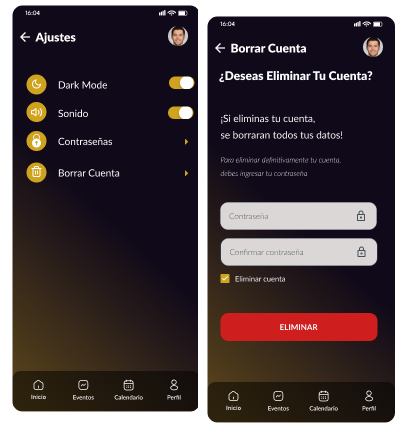 16:04
Ajustes
Dark Mode
Sonido
Contraseñas
Borrar Cuenta
Inicio
Eventos
Calendario
Perfil
16:04
Borrar Cuenta
¿Deseas Eliminar Tu Cuenta?
¡Si eliminas tu cuenta,
se borraran todos tus datos!
Para eliminar definitivamente tu cuenta,
debes ingresar tu contraseña
Contraseña
Confirmar contraseña
Eliminar cuenta
ELIMINAR
Inicio
Eventos
Calendario
Perfil